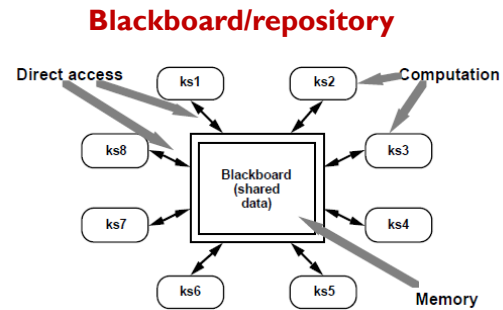 Blackboard/repository
Direct access
ks1
ks2
Computation
ks8
ks3
Blackboard
(shared
data)
ks7
ks4
ks6
ks5
Memory